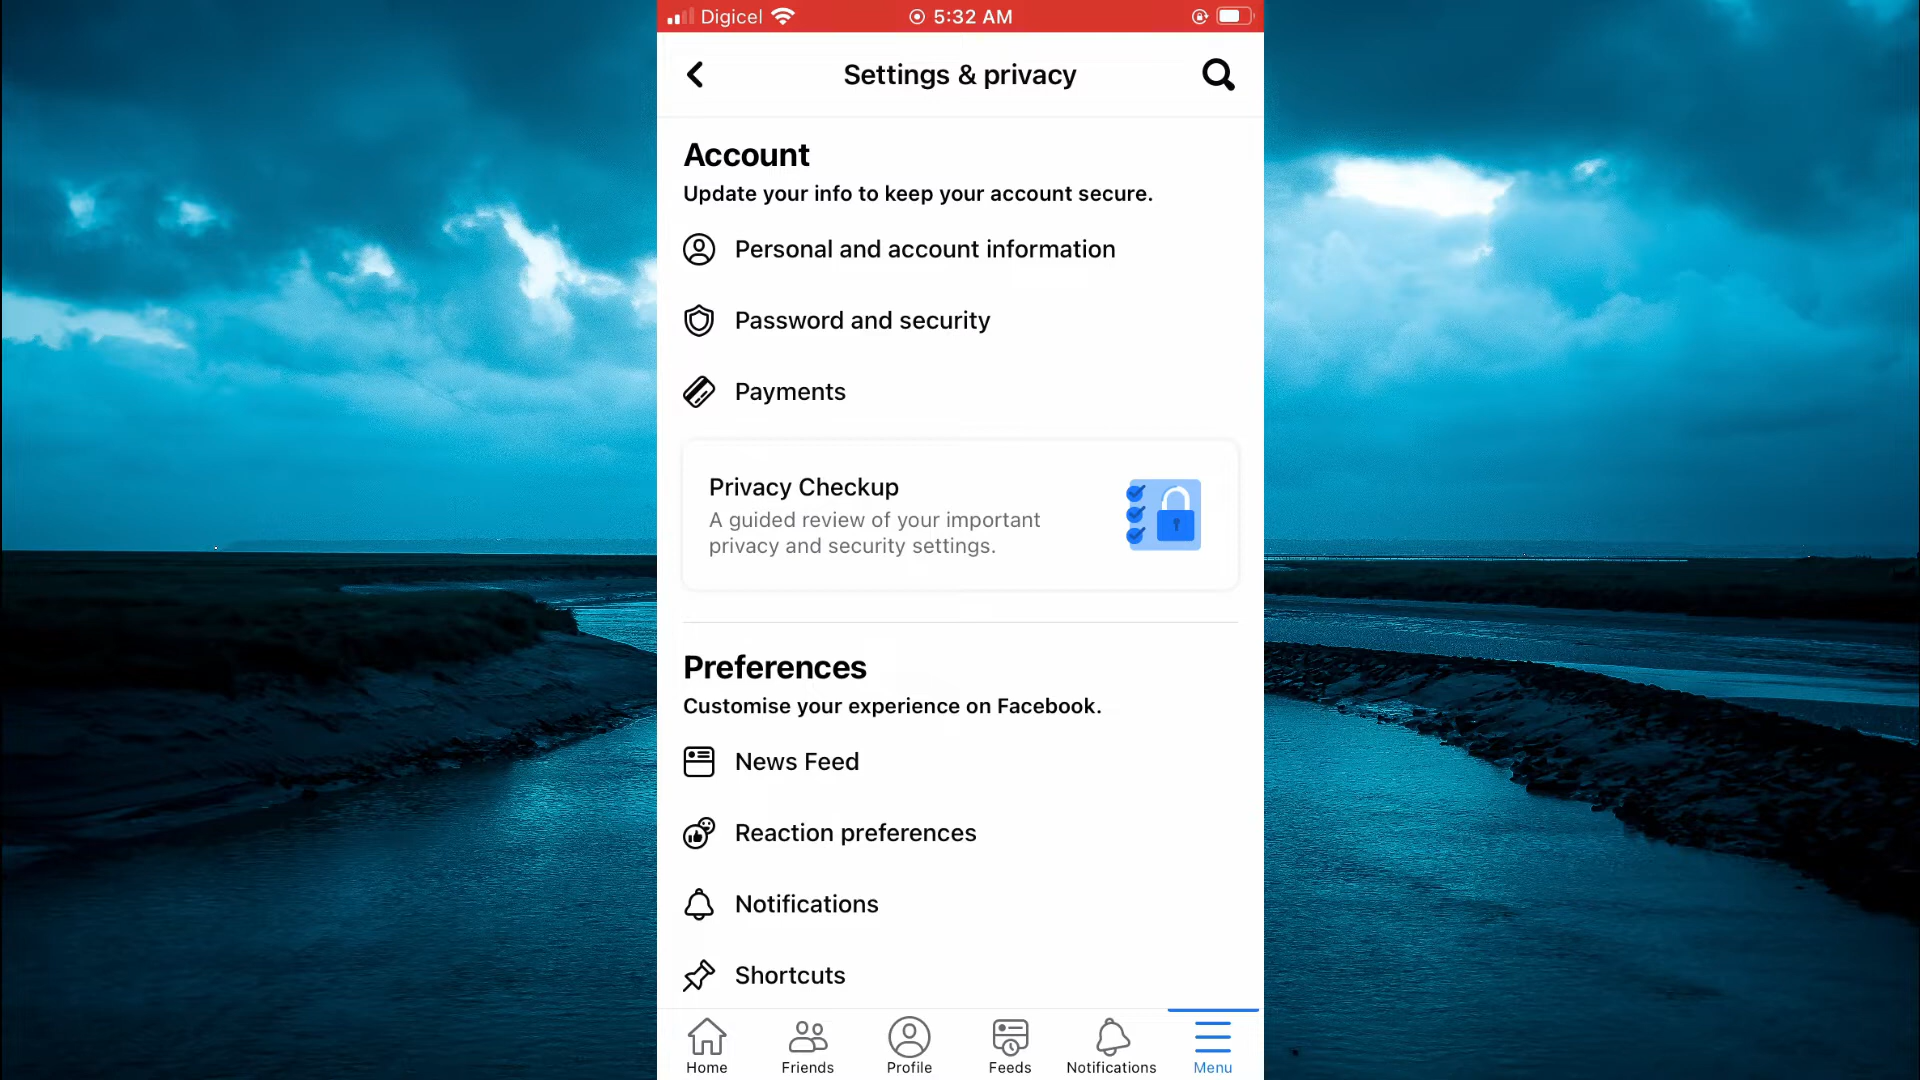 Digicel 5:32 AM
Settings & privacy
Account
Update your info to keep your account secure.
Personal and account information
Password and security
Payments
Privacy Checkup
A guided review of your important
privacy and security settings.
Preferences
Customise your experience on Facebook.
News Feed
Reaction preferences
Notifications
Shortcuts
Home Friends Profile Feeds Notifications Menu